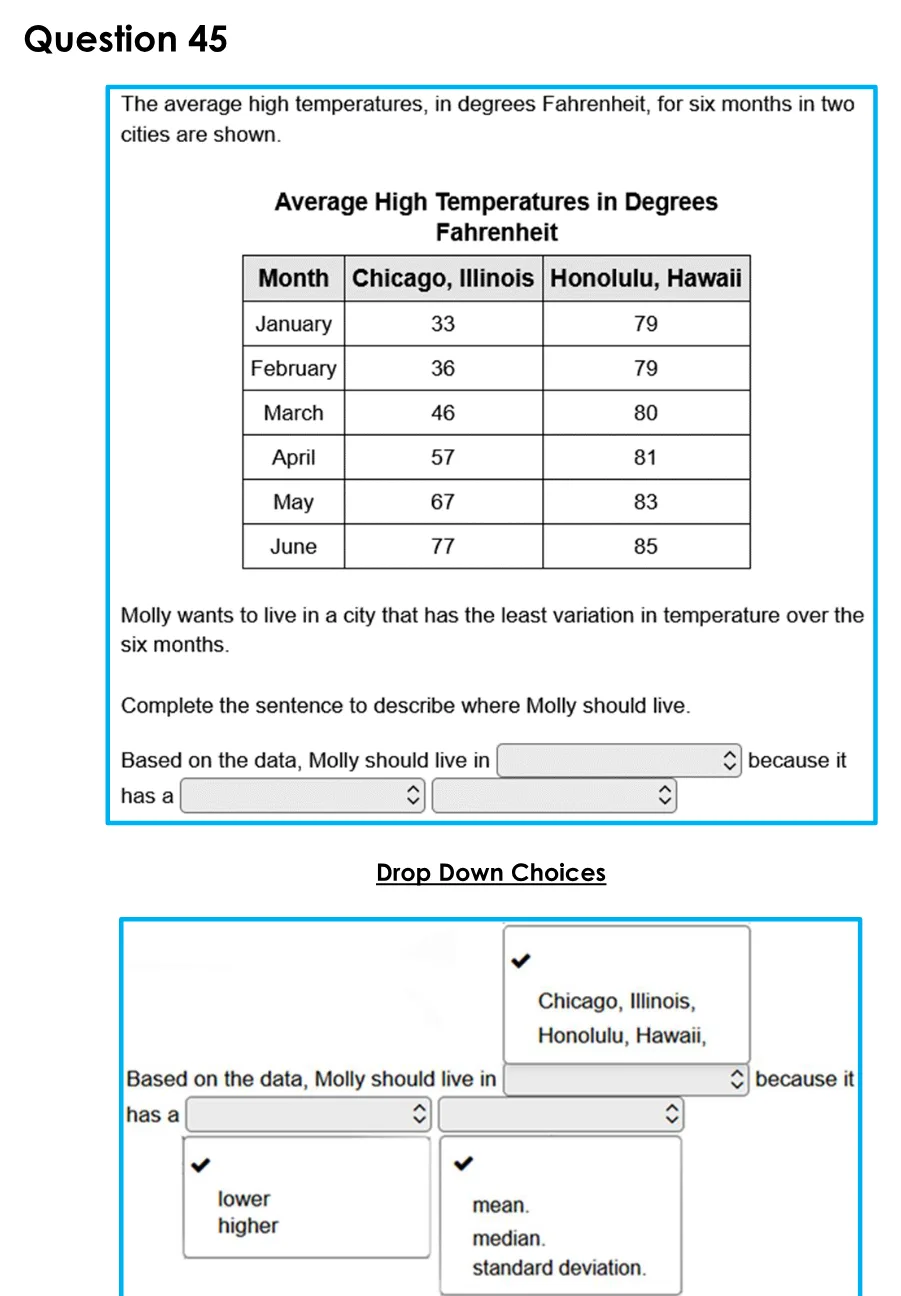 Question 45
The average high temperatures, in degrees Fahrenheit, for six months in two
cities are shown.
Average High Temperatures in Degrees
Fahrenheit
Month Chicago, Illinois Honolulu, Hawaii
January 33 79
February 36 79
March 46 80
April 57 81
May 67 83
June 77 85
Molly wants to live in a city that has the least variation in temperature over the
six months.
Complete the sentence to describe where Molly should live.
Based on the data, Molly should live in because it
has a
Drop Down Choices
Chicago, Illinois,
Honolulu, Hawaii,
Based on the data, Molly should live in because it
has a
lower
higher
mean.
median.
standard deviation.